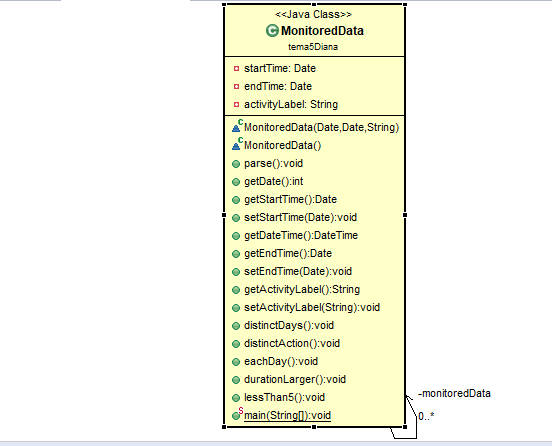 <<Java Class>>
C MonitoredData
tema5Diana
startTime: Date
endTime: Date
activityLabel: String
C MonitoredData(Date,Date,String)
C MonitoredData()
parse():void
getDate():int
getStartTime():Date
setStartTime(Date):void
getDateTime():DateTime
getEndTime():Date
setEndTime(Date):void
getActivityLabel():String
setActivityLabel(String):void
distinctDays():void
distinctAction():void
eachDay():void
durationLarger():void
lessThan5():void
S main(String[]):void
-monitoredData
0..*